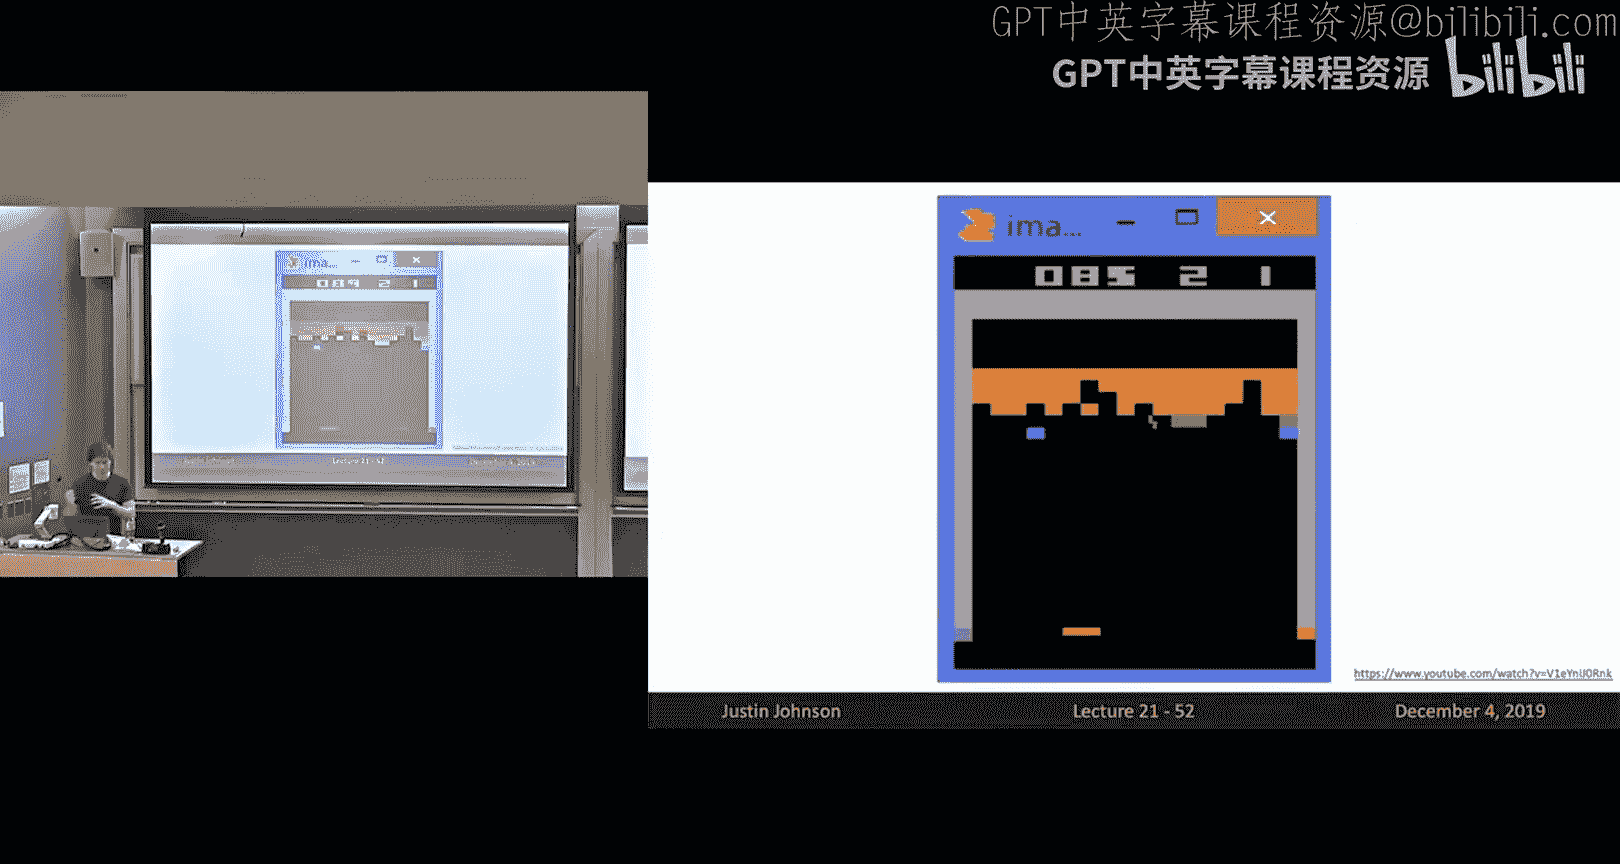 GPT中英字幕课程资源@bilibili.com
GPT中英字幕课程资源 bilibili
ima...
085 2 1
ima...
https://www.youtube.com/watch?v=V1eYniJ0Rnk
Justin Johnson
Lecture 21 - 52
December 4, 2019